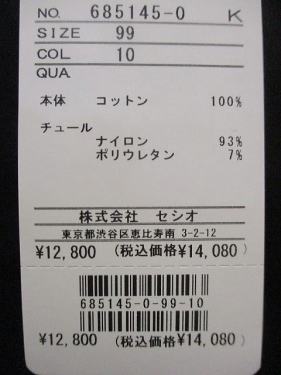 NO. 685145-0 K
SIZE 99
COL 10
QUA.
本体 コットン 100%
チュール
ナイロン 93%
ポリウレタン 7%
株式会社 セシオ
東京都渋谷区恵比寿南 3-2-12
¥12,800 (税込価格¥14,080)
685145-0-99-10
¥12,800 (税込価格¥14,080)